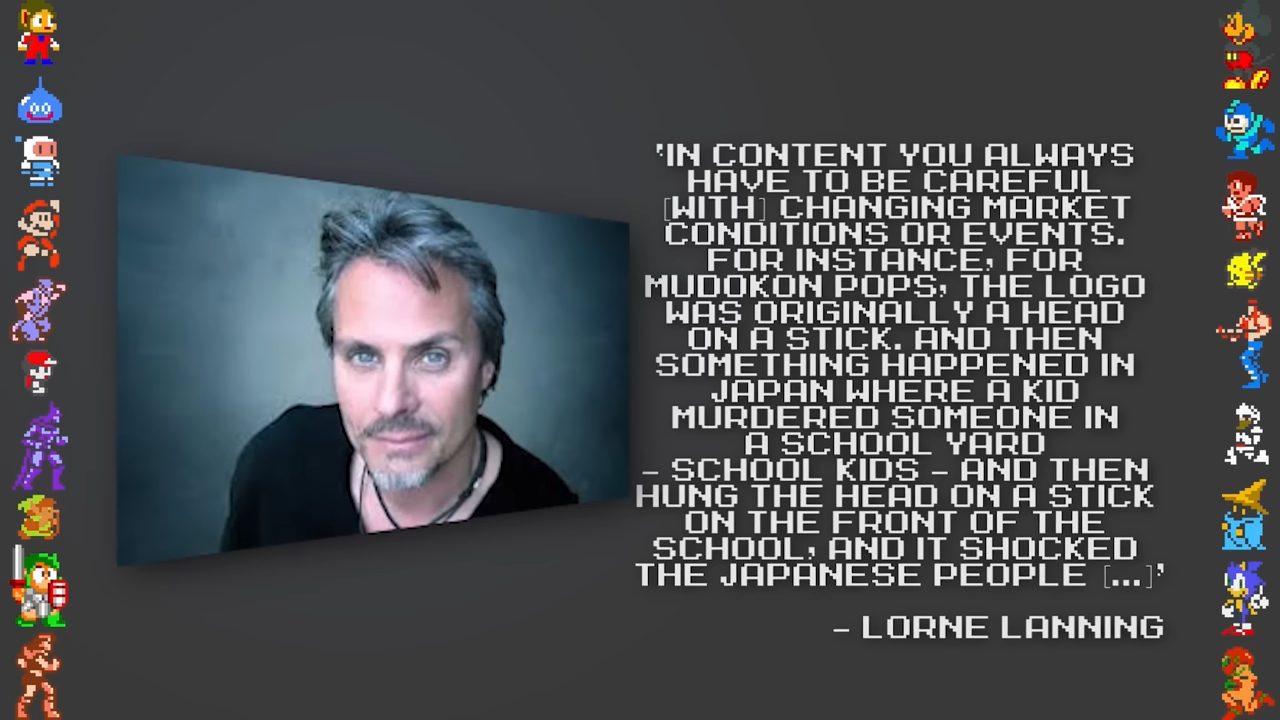 'IN CONTENT YOU ALWAYS
HAVE TO BE CAREFUL
[WITH] CHANGING MARKET
CONDITIONS OR EVENTS.
FOR INSTANCE, FOR
MUDOKON POPS, THE LOGO
WAS ORIGINALLY A HEAD
ON A STICK. AND THEN
SOMETHING HAPPENED IN
JAPAN WHERE A KID
MURDERED SOMEONE IN
A SCHOOL YARD
- SCHOOL KIDS - AND THEN
HUNG THE HEAD ON A STICK
ON THE FRONT OF THE
SCHOOL, AND IT SHOCKED
THE JAPANESE PEOPLE [...]'
- LORNE LANNING